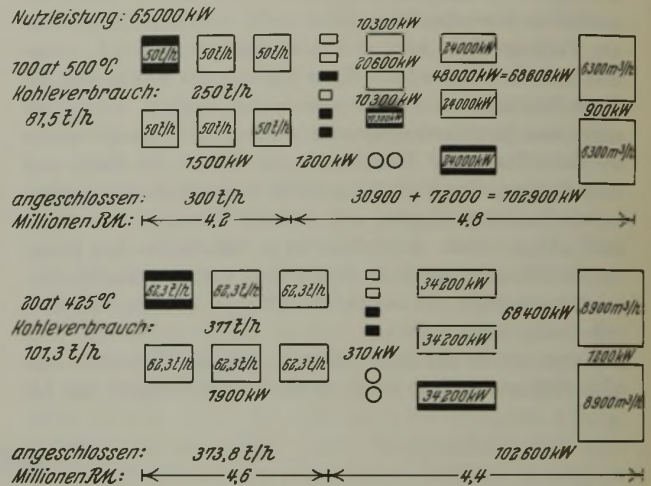 Nutzleistung: 65000 kW
10300 kW
50 t/h 50 t/h 50 t/h 24000 kW
20600 kW 6300 m³/h
100 at 500 °C 48000 kW = 68608 kW
Kohleverbrauch: 250 t/h 10300 kW 24000 kW 900 kW
81,5 t/h 50 t/h 50 t/h 50 t/h 10300 kW
1500 kW 1200 kW 24000 kW 6300 m³/h
angeschlossen: 300 t/h 30900 + 72000 = 102900 kW
Millionen RM.: 4,2 4,8
62,3 t/h 62,3 t/h 62,3 t/h 34200 kW
20 at 425 °C 68400 kW 8900 m³/h
Kohleverbrauch: 377 t/h 34200 kW
101,3 t/h 62,3 t/h 62,3 t/h 62,3 t/h 310 kW 1200 kW
1900 kW 34200 kW 8900 m³/h
angeschlossen: 373,8 t/h 102600 kW
Millionen RM.: 4,6 4,4